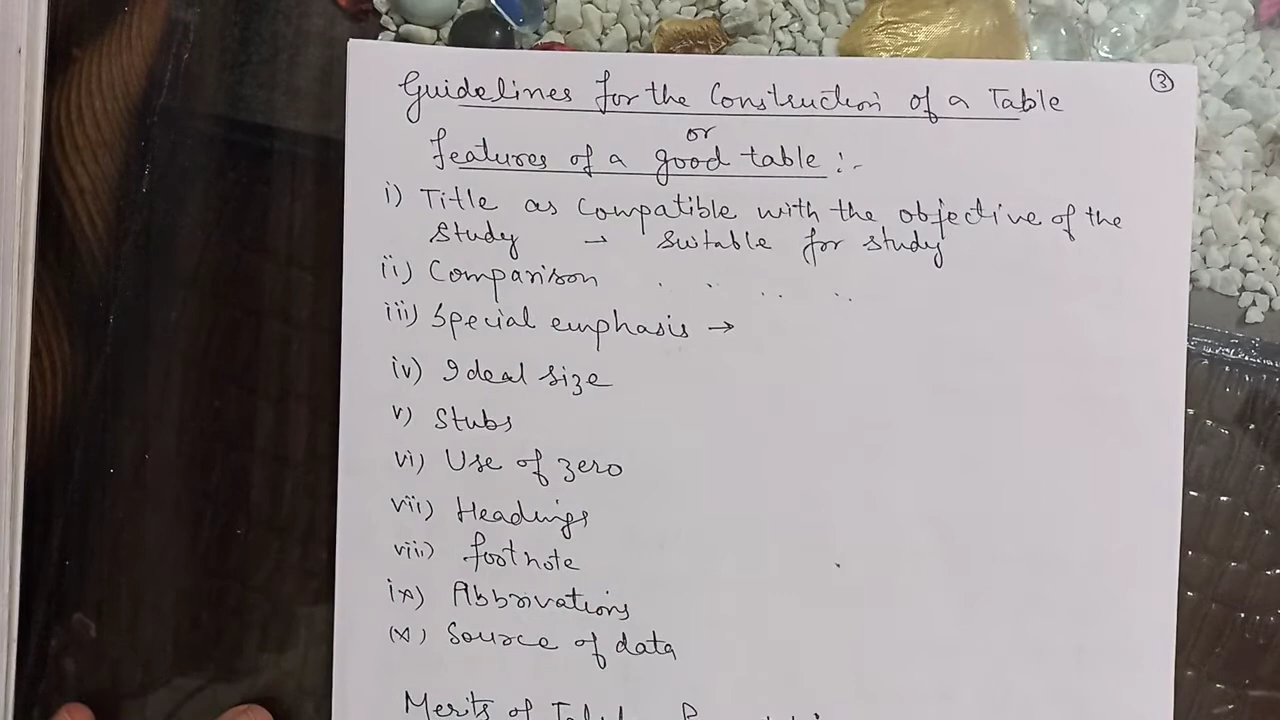 ③
Guidelines for the Construction of a Table
or
features of a good table :-
i) Title as compatible with the objective of the
study → Suitable for study
ii) Comparison
iii) Special emphasis →
iv) Ideal size
v) Stubs
vi) Use of zero
vii) Headings
viii) footnote
ix) Abbrivations
(x) Source of data
Merits of